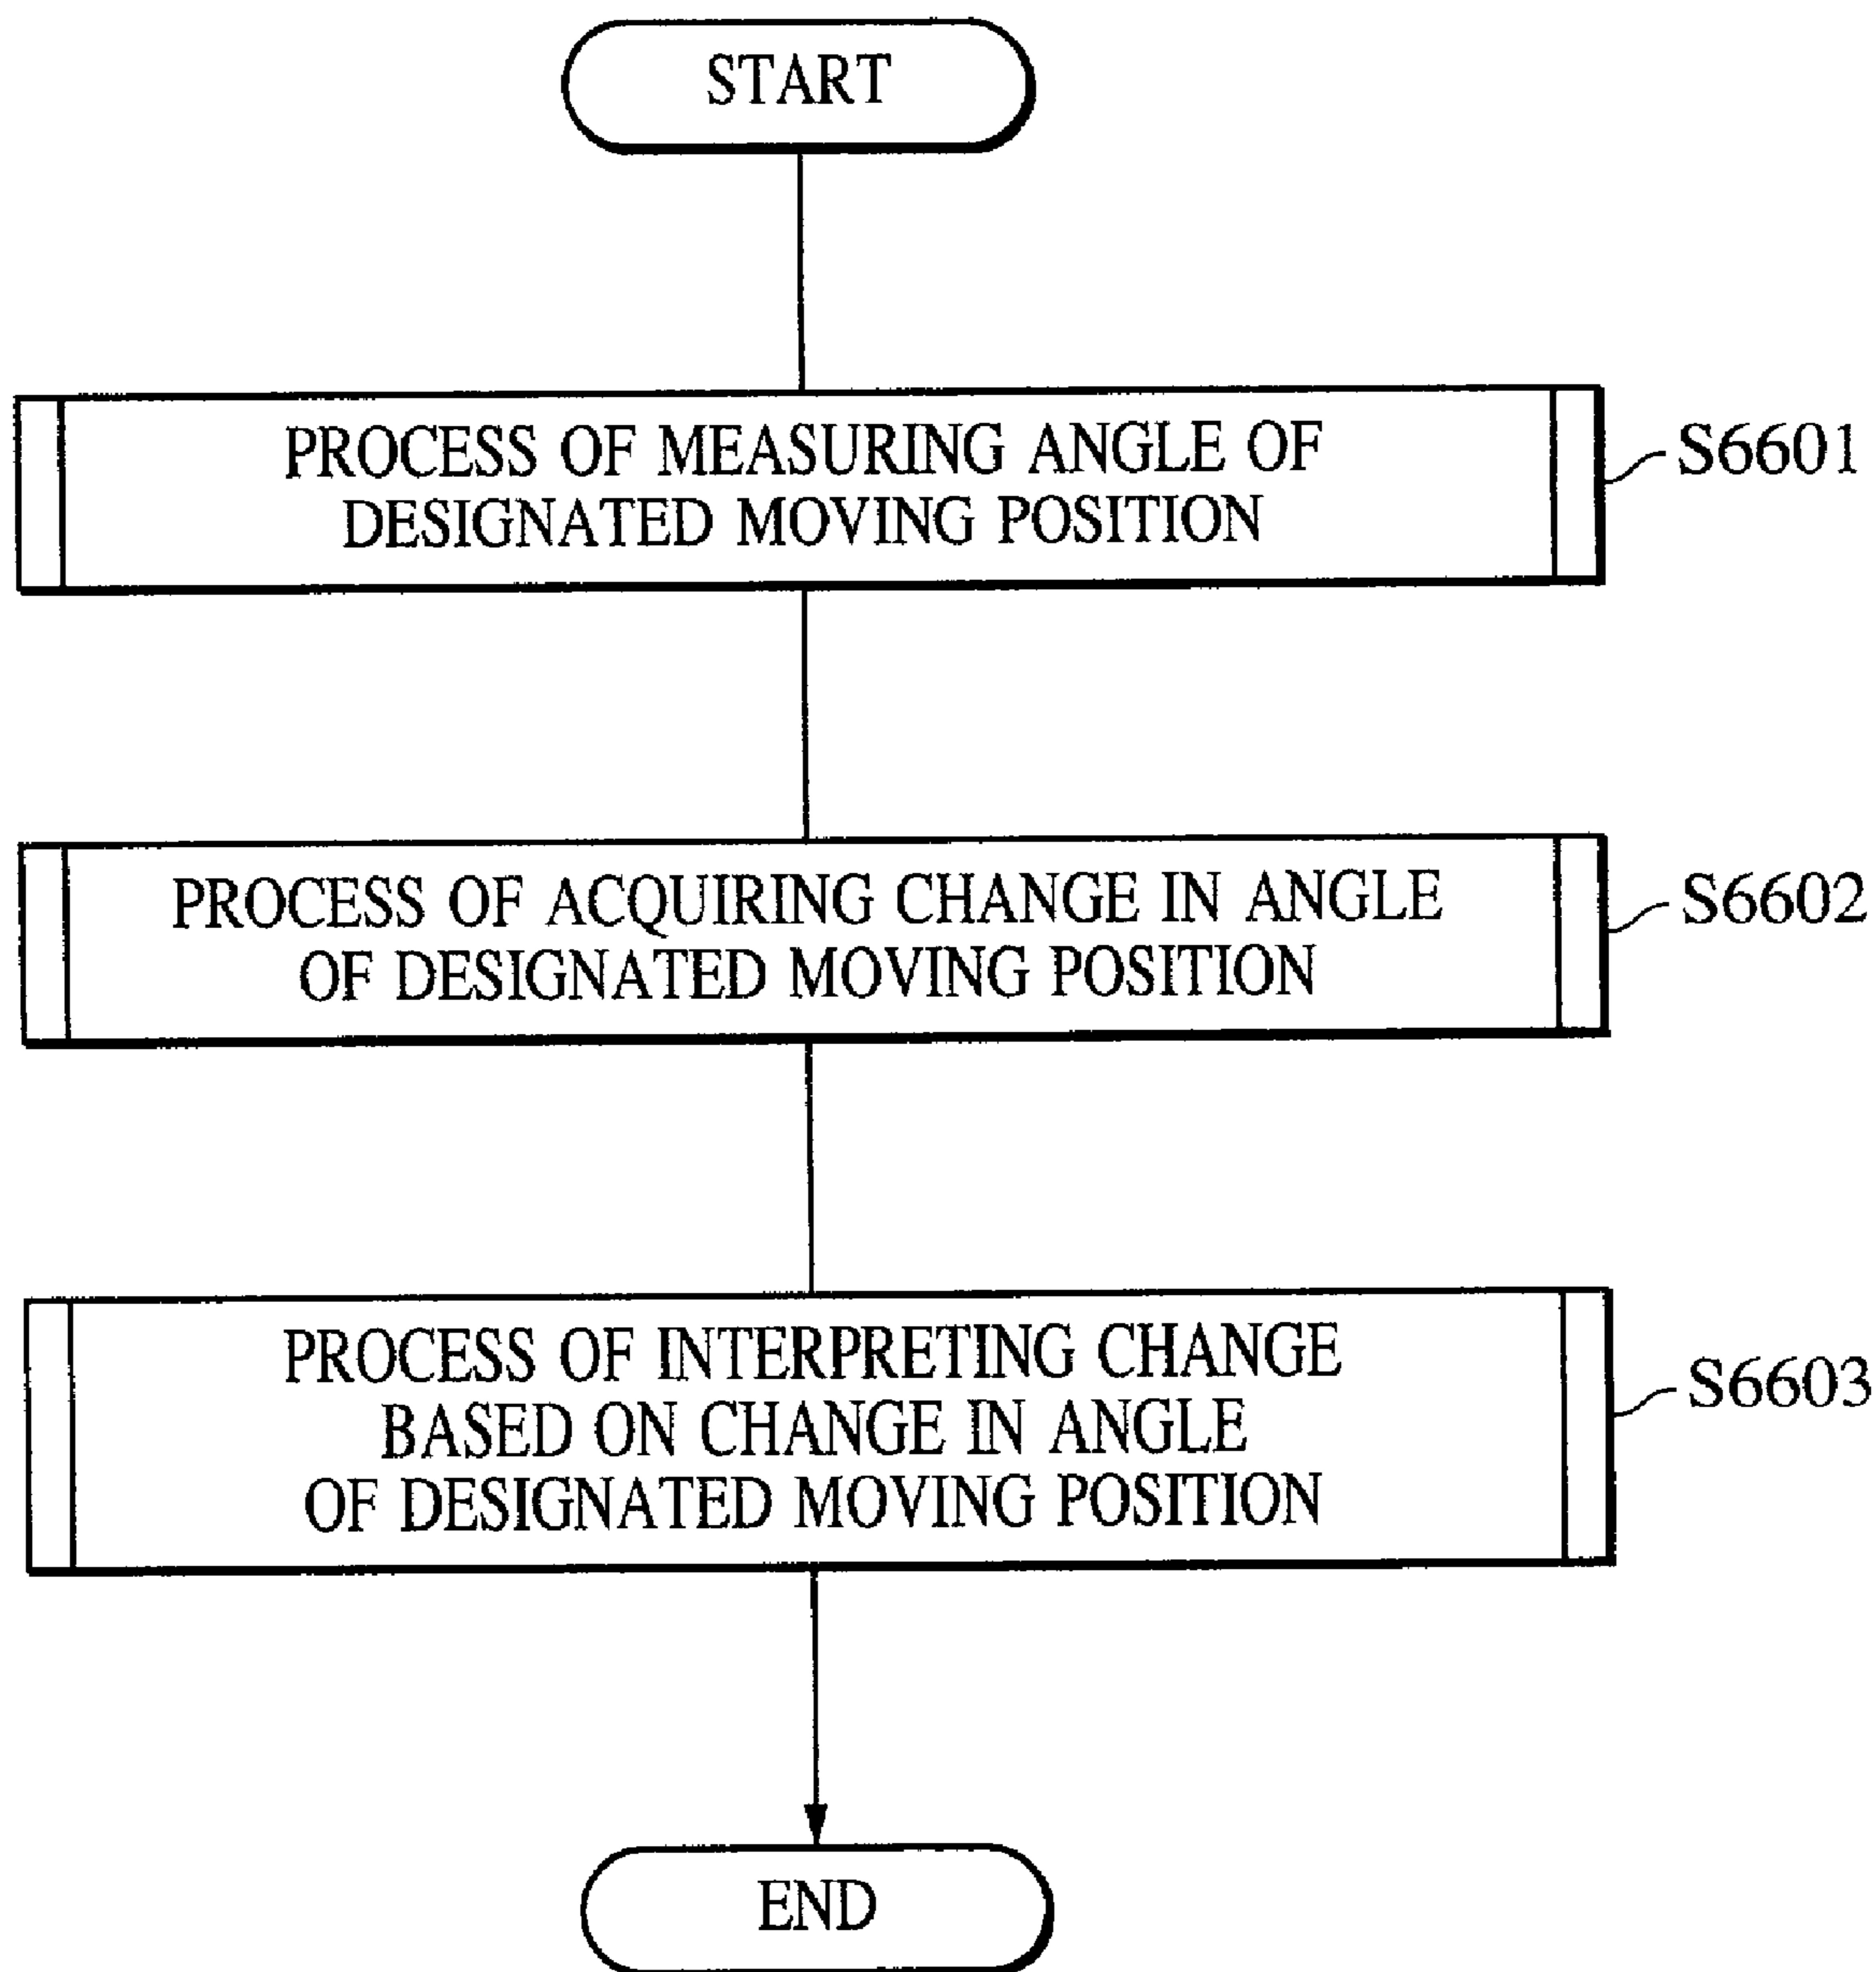 START
PROCESS OF MEASURING ANGLE OF
DESIGNATED MOVING POSITION
S6601
PROCESS OF ACQUIRING CHANGE IN ANGLE
OF DESIGNATED MOVING POSITION
S6602
PROCESS OF INTERPRETING CHANGE
BASED ON CHANGE IN ANGLE
OF DESIGNATED MOVING POSITION
S6603
END